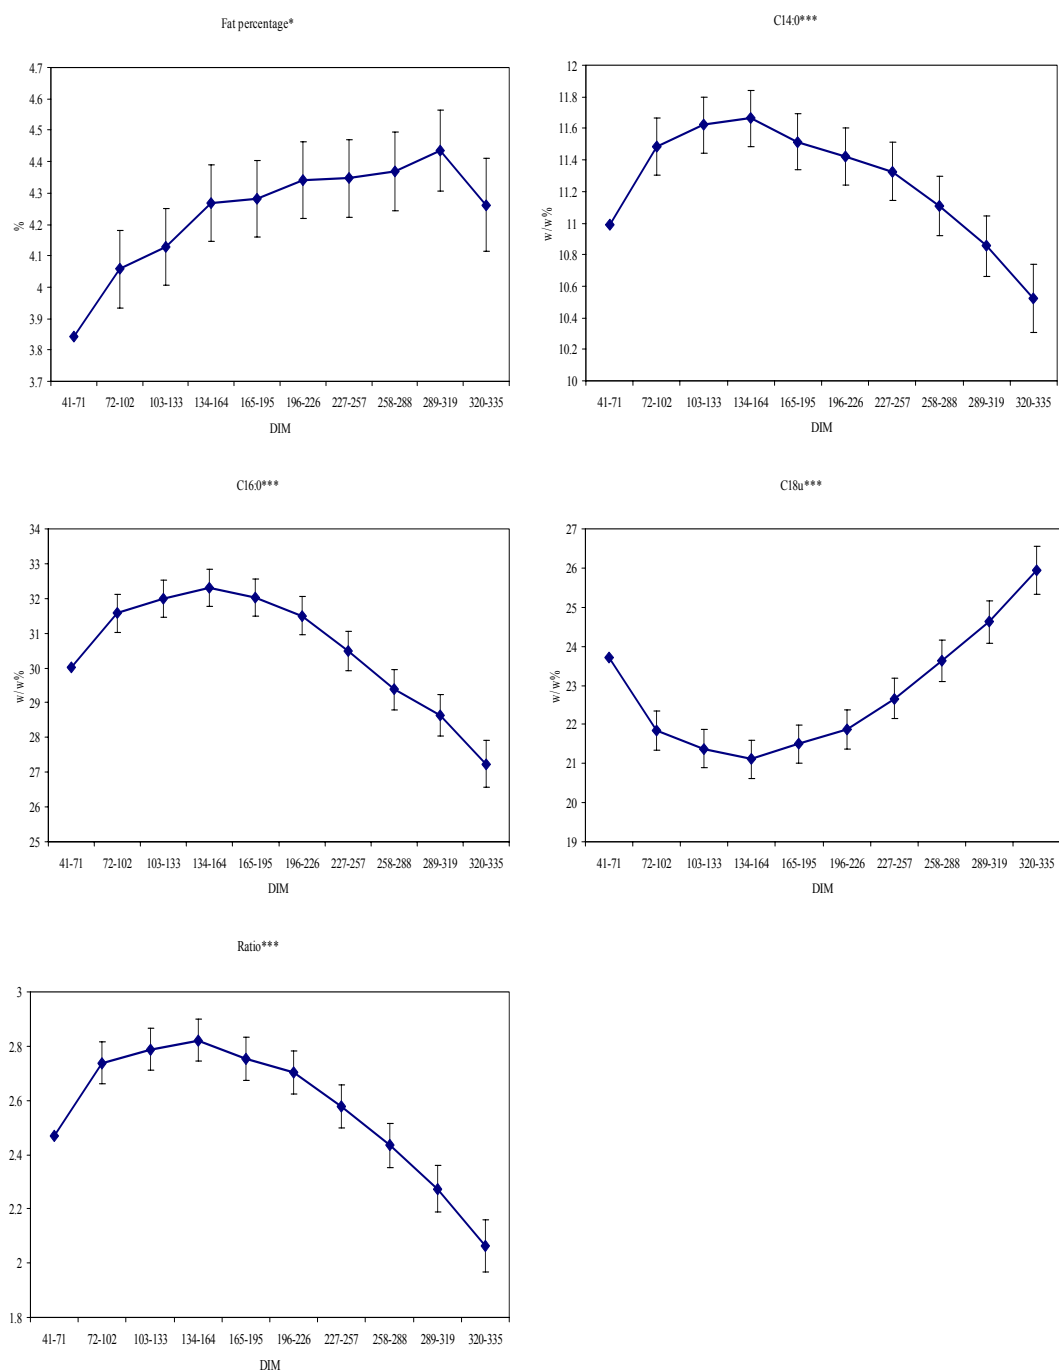 Fat percentage*
4.7
4.6
4.5
4.4
4.3
4.2
4.1
4
3.9
3.8
3.7
%
41-71 72-102 103-133 134-164 165-195 196-226 227-257 258-288 289-319 320-335
DIM
C14:0***
12
11.8
11.6
11.4
11.2
11
10.8
10.6
10.4
10.2
10
w/w%
41-71 72-102 103-133 134-164 165-195 196-226 227-257 258-288 289-319 320-335
DIM
C16:0***
34
33
32
31
30
29
28
27
26
25
w/w%
41-71 72-102 103-133 134-164 165-195 196-226 227-257 258-288 289-319 320-335
DIM
C18u***
27
26
25
24
23
22
21
20
19
w/w%
41-71 72-102 103-133 134-164 165-195 196-226 227-257 258-288 289-319 320-335
DIM
Ratio***
3
2.8
2.6
2.4
2.2
2
1.8
41-71 72-102 103-133 134-164 165-195 196-226 227-257 258-288 289-319 320-335
DIM